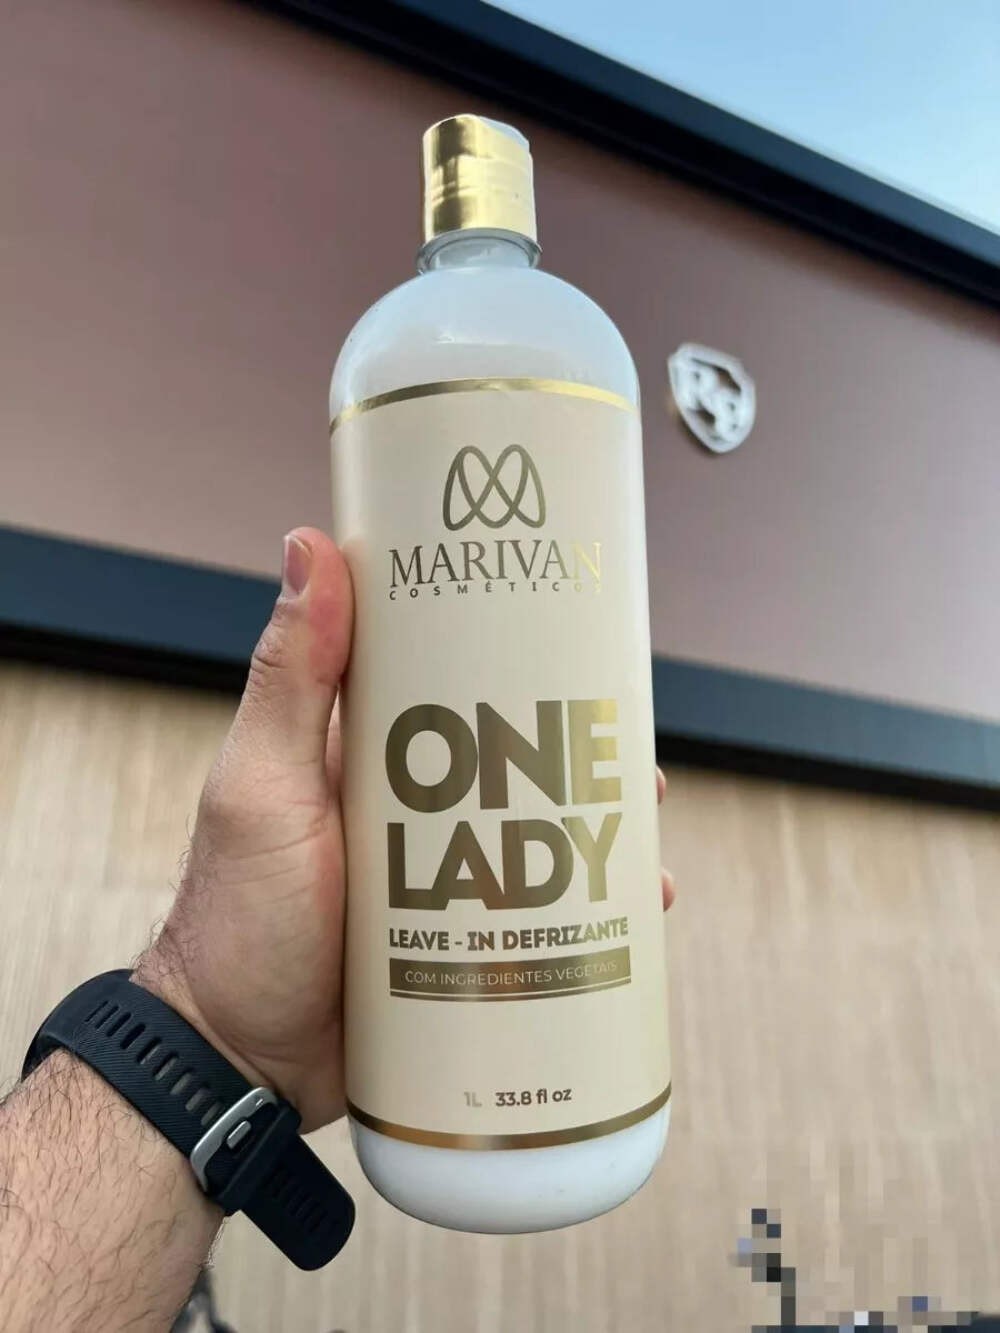 MARIVAN
COSMÉTICOS
ONE
LADY
LEAVE - IN DEFRIZANTE
COM INGREDIENTES VEGETAIS
1L 33.8 fl oz